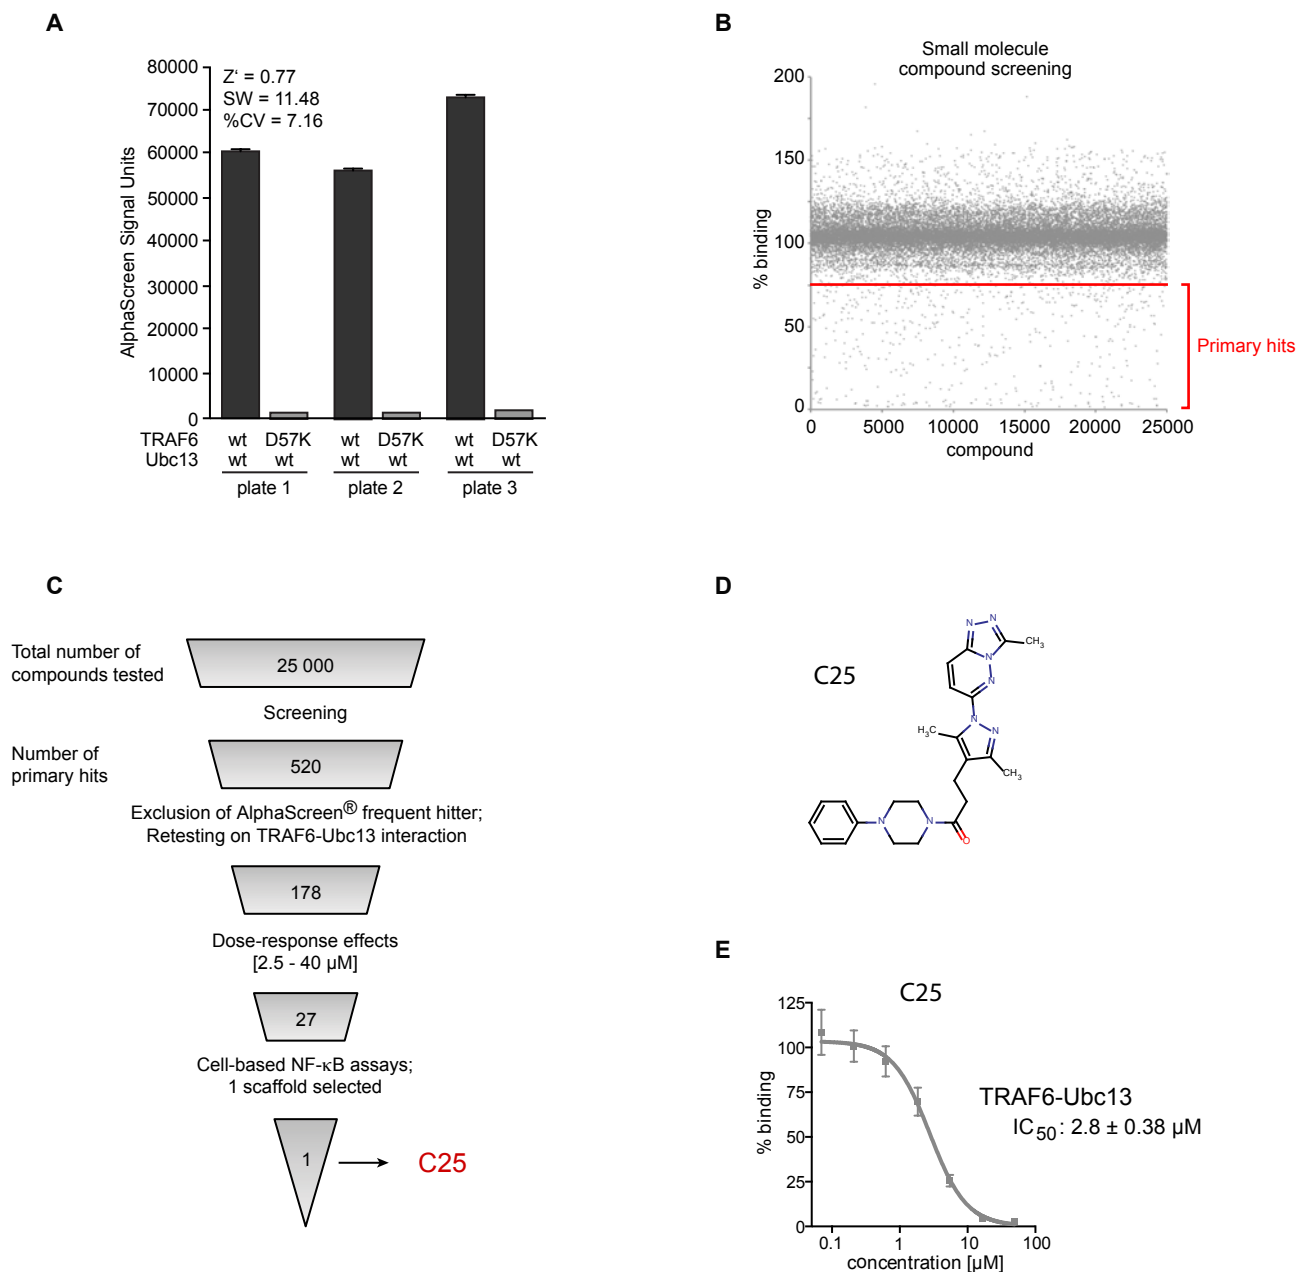 A
80000
70000
60000
50000
40000
30000
20000
10000
0
AlphaScreen Signal Units
Z‘ = 0.77
SW = 11.48
%CV = 7.16
TRAF6 wt D57K wt D57K wt D57K
Ubc13 wt wt wt wt wt wt
plate 1 plate 2 plate 3
B
Small molecule
compound screening
200
150
100
50
0
% binding
Primary hits
0 5000 10000 15000 20000 25000
compound
C
Total number of
compounds tested
25 000
Screening
Number of
primary hits
520
Exclusion of AlphaScreen® frequent hitter;
Retesting on TRAF6-Ubc13 interaction
178
Dose-response effects
[2.5 - 40 µM]
27
Cell-based NF-κB assays;
1 scaffold selected
1
C25
D
C25
N N
CH3
N
N
N
H3C
N
CH3
N
N
O
E
C25
125
100
75
50
25
0
% binding
TRAF6-Ubc13
IC50: 2.8 ± 0.38 µM
0.1 1 10 100
concentration [µM]